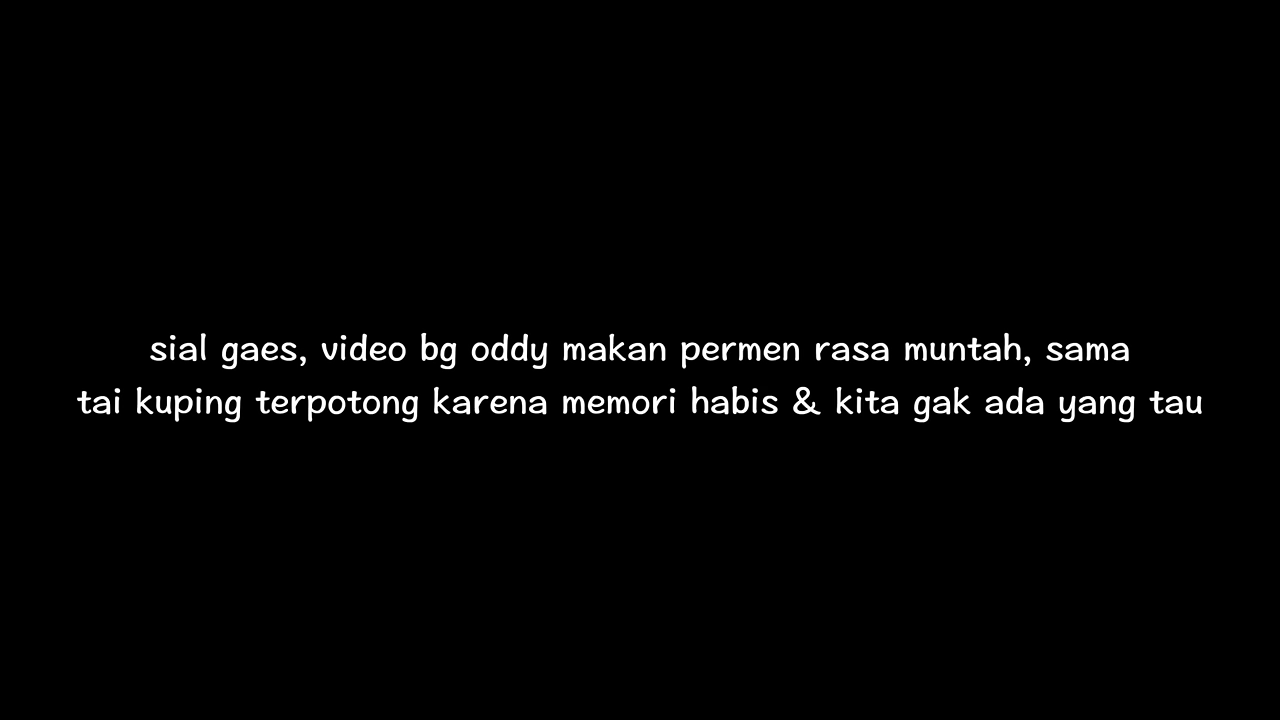 sial gaes, video bg oddy makan permen rasa muntah, sama
tai kuping terpotong karena memori habis & kita gak ada yang tau